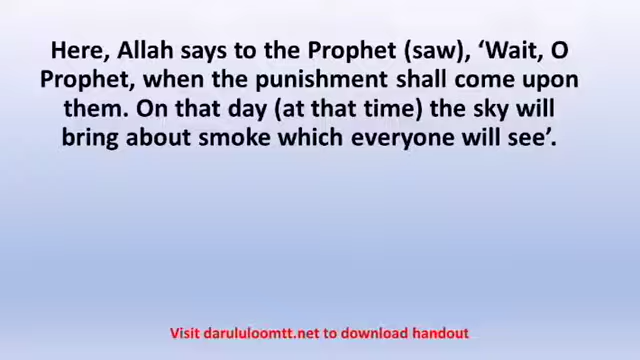 Here, Allah says to the Prophet (saw), ‘Wait, O
Prophet, when the punishment shall come upon
them. On that day (at that time) the sky will
bring about smoke which everyone will see’.
Visit darululoomtt.net to download handout